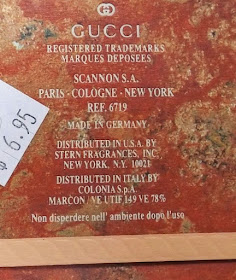 GUCCI
REGISTERED TRADEMARKS
MARQUES DEPOSEES
SCANNON S.A.
PARIS - COLOGNE - NEW YORK
REF. 6719
MADE IN GERMANY
DISTRIBUTED IN U.S.A. BY
STERN FRAGRANCES, INC.
NEW YORK, N.Y. 10021
DISTRIBUTED IN ITALY BY
COLONIA S.p.A.
MARCON / VE UTIF 149 VE 78%
Non disperdere nell' ambiente dopo l'uso
6.95